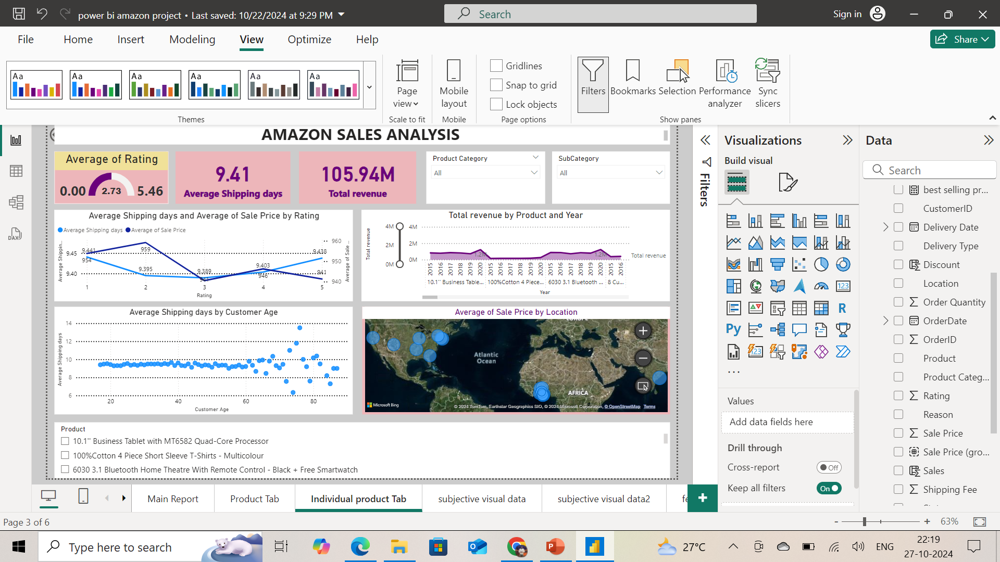 power bi amazon project • Last saved: 10/22/2024 at 9:29 PM
Search
Sign in
File Home Insert Modeling View Optimize Help
Share
Aa Aa Aa Aa Aa Aa
Page view
Mobile layout
Gridlines
Snap to grid
Lock objects
Filters
Bookmarks
Selection
Performance analyzer
Sync slicers
Themes
Scale to fit
Mobile
Page options
Show panes
DAX
AMAZON SALES ANALYSIS
Average of Rating
0.00
2.73
5.46
9.41
Average Shipping days
105.94M
Total revenue
Product Category
All
SubCategory
All
Average Shipping days and Average of Sale Price by Rating
Average Shipping days Average of Sale Price
Average Shippin...
9.45
9.40
9.441
954
959
9.395
9.389
9.403
946
9.438
941
960
950
940
Average of Sale ...
1 2 3 4 5
Rating
Total revenue by Product and Year
Total revenue
4M
2M
0M
4M
2M
0M
1.2M
1.2M
Total revenue
2015 2016 2017 2018 2019 2020 2015 2016 2017 2018 2019 2020 2015 2016 2017 2018 2019 2020 2015 2016
10.1" Business Table... 100%Cotton 4 Piece... 6030 3.1 Bluetooth ... 8 Cu...
Year
Average Shipping days by Customer Age
Average Shipping days
14
12
10
8
6
20 40 60 80
Customer Age
Average of Sale Price by Location
EUROPE
Atlantic
Ocean
AFRICA
Microsoft Bing
© 2024 TomTom, Earthstar Geographics SIO, © 2024 Microsoft Corporation, © OpenStreetMap Terms
Product
10.1" Business Tablet with MT6582 Quad-Core Processor
100%Cotton 4 Piece Short Sleeve T-Shirts - Multicolour
6030 3.1 Bluetooth Home Theatre With Remote Control - Black + Free Smartwatch
Filters
Visualizations
Build visual
123
R
Py
123
...
Values
Add data fields here
Drill through
Cross-report
Off
Keep all filters
On
Data
Search
best selling pr...
CustomerID
Delivery Date
Delivery Type
Discount
Location
Order Quantity
OrderDate
OrderID
Product
Product Categ...
Rating
Reason
Sale Price
Sale Price (gro...
Sales
Shipping Fee
Main Report
Product Tab
Individual product Tab
subjective visual data
subjective visual data2
fe
+
Page 3 of 6
- + 63%
Type here to search
27°C
ENG
22:19
27-10-2024